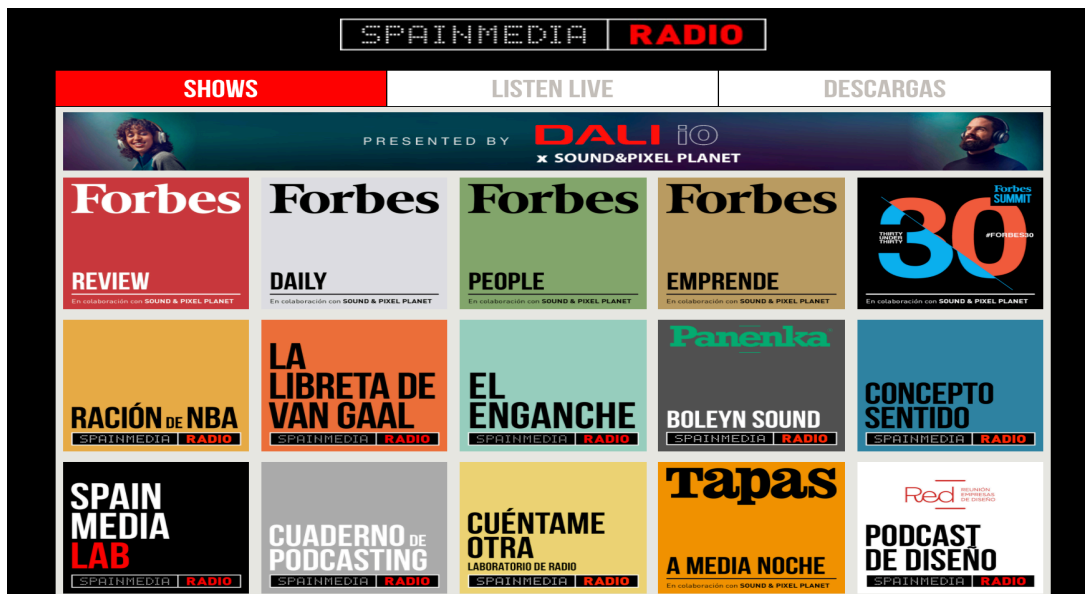 SPAINMEDIA RADIO
SHOWS
LISTEN LIVE
DESCARGAS
PRESENTED BY DALI iO
x SOUND&PIXEL PLANET
Forbes
REVIEW
En colaboración con SOUND & PIXEL PLANET
Forbes
DAILY
En colaboración con SOUND & PIXEL PLANET
Forbes
PEOPLE
En colaboración con SOUND & PIXEL PLANET
Forbes
EMPRENDE
En colaboración con SOUND & PIXEL PLANET
Forbes
SUMMIT
30
THIRTY
UNDER
THIRTY
#FORBES30
En colaboración con SOUND & PIXEL PLANET
RACIÓN DE NBA
SPAINMEDIA RADIO
LA
LIBRETA DE
VAN GAAL
SPAINMEDIA RADIO
EL
ENGANCHE
SPAINMEDIA RADIO
Panenka
BOLEYN SOUND
SPAINMEDIA RADIO
CONCEPTO
SENTIDO
SPAINMEDIA RADIO
SPAIN
MEDIA
LAB
SPAINMEDIA RADIO
CUADERNO DE
PODCASTING
SPAINMEDIA RADIO
CUÉNTAME
OTRA
LABORATORIO DE RADIO
SPAINMEDIA RADIO
Tapas
A MEDIA NOCHE
En colaboración con SOUND & PIXEL PLANET
Red
REUNIÓN
EMPRESAS
DE DISEÑO
PODCAST
DE DISEÑO
SPAINMEDIA RADIO